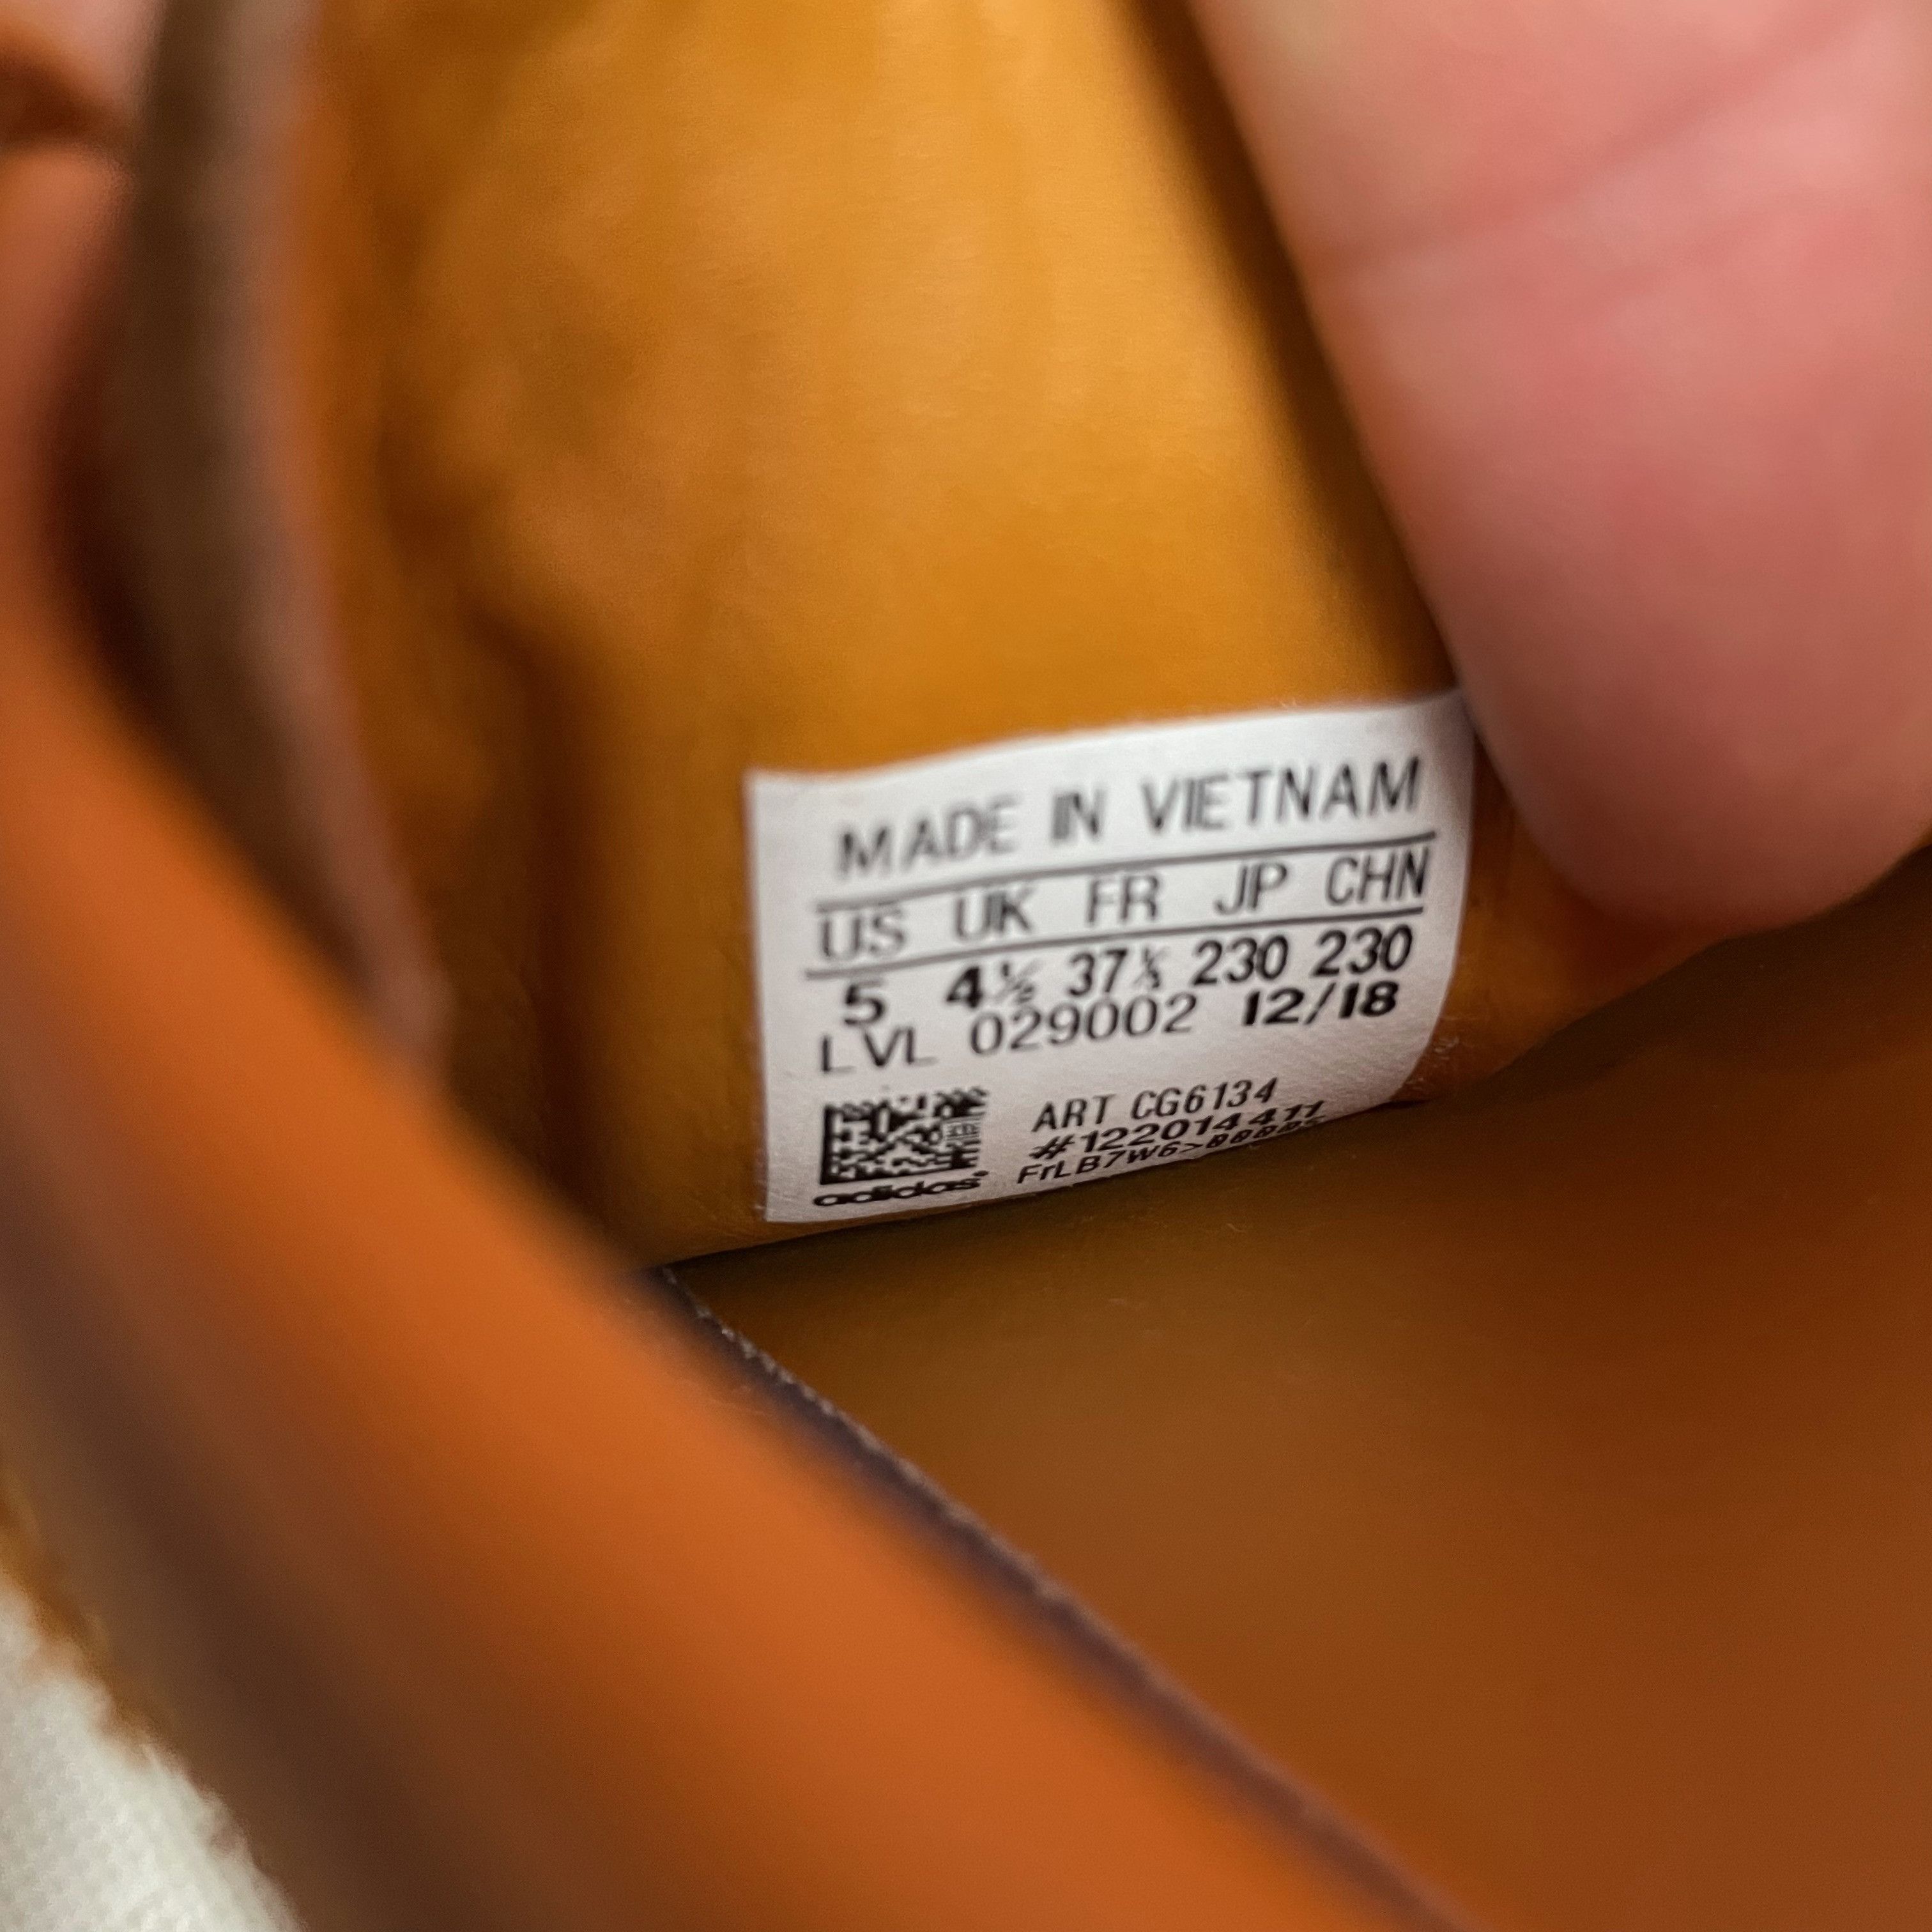 MADE IN VIETNAM
US UK FR JP CHN
5 4½ 37⅓ 230 230
LVL 029002 12/18
ART CG6134
#122014411
adidas